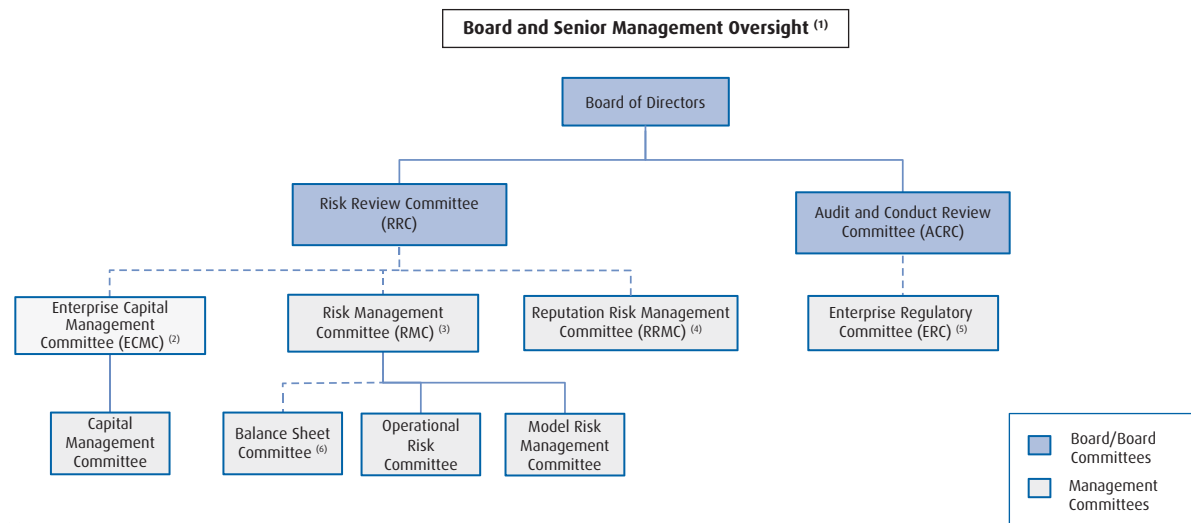 Board and Senior Management Oversight (1)
Board of Directors
Risk Review Committee
(RRC)
Audit and Conduct Review
Committee (ACRC)
Enterprise Capital
Management
Committee (ECMC) (2)
Risk Management
Committee (RMC) (3)
Reputation Risk Management
Committee (RRMC) (4)
Enterprise Regulatory
Committee (ERC) (5)
Capital
Management
Committee
Balance Sheet
Committee (6)
Operational
Risk
Committee
Model Risk
Management
Committee
Board/Board
Committees
Management
Committees